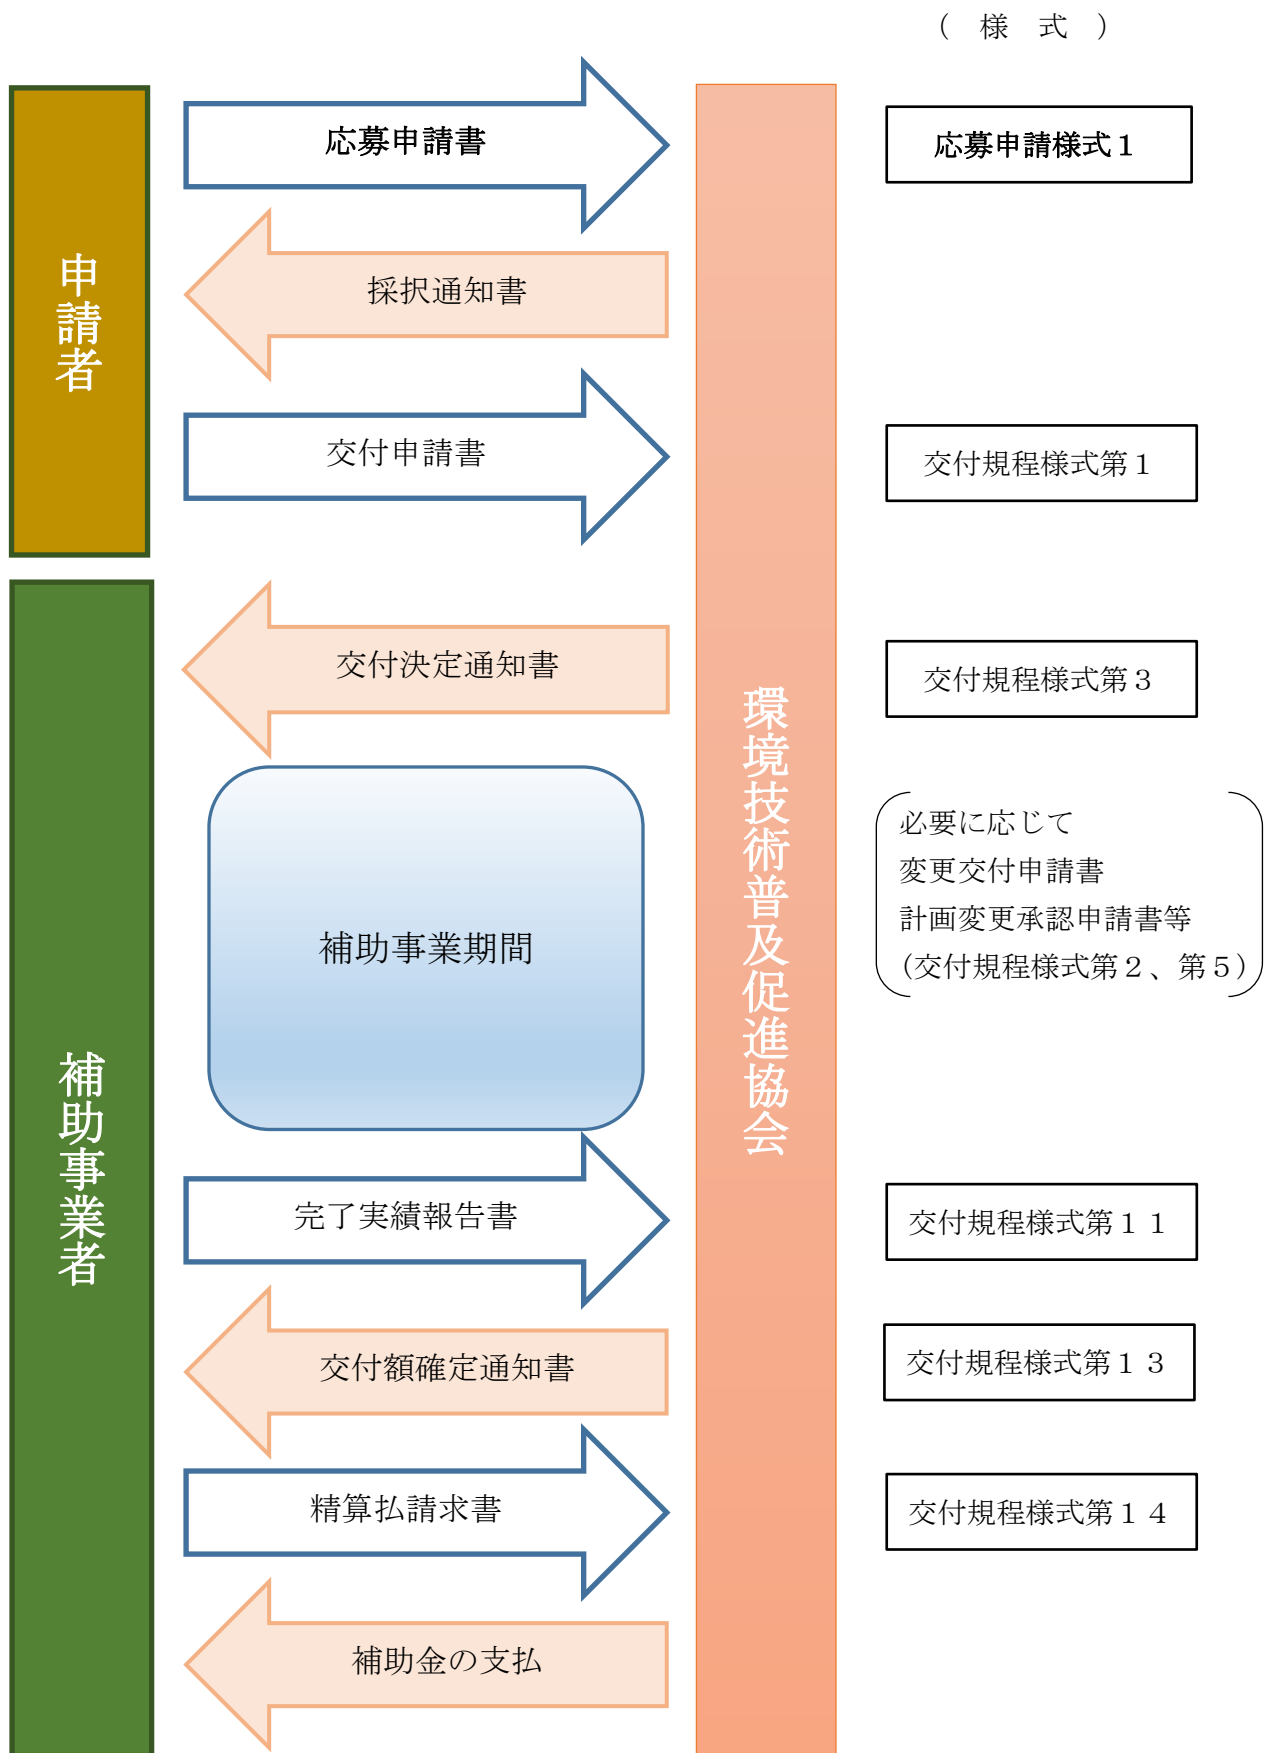 （　様　式　）
申請者
応募申請書
応募申請様式１
採択通知書
交付申請書
交付規程様式第１
補助事業者
環境技術普及促進協会
交付決定通知書
交付規程様式第３
補助事業期間
必要に応じて
変更交付申請書
計画変更承認申請書等
（交付規程様式第２、第５）
完了実績報告書
交付規程様式第１１
交付額確定通知書
交付規程様式第１３
精算払請求書
交付規程様式第１４
補助金の支払